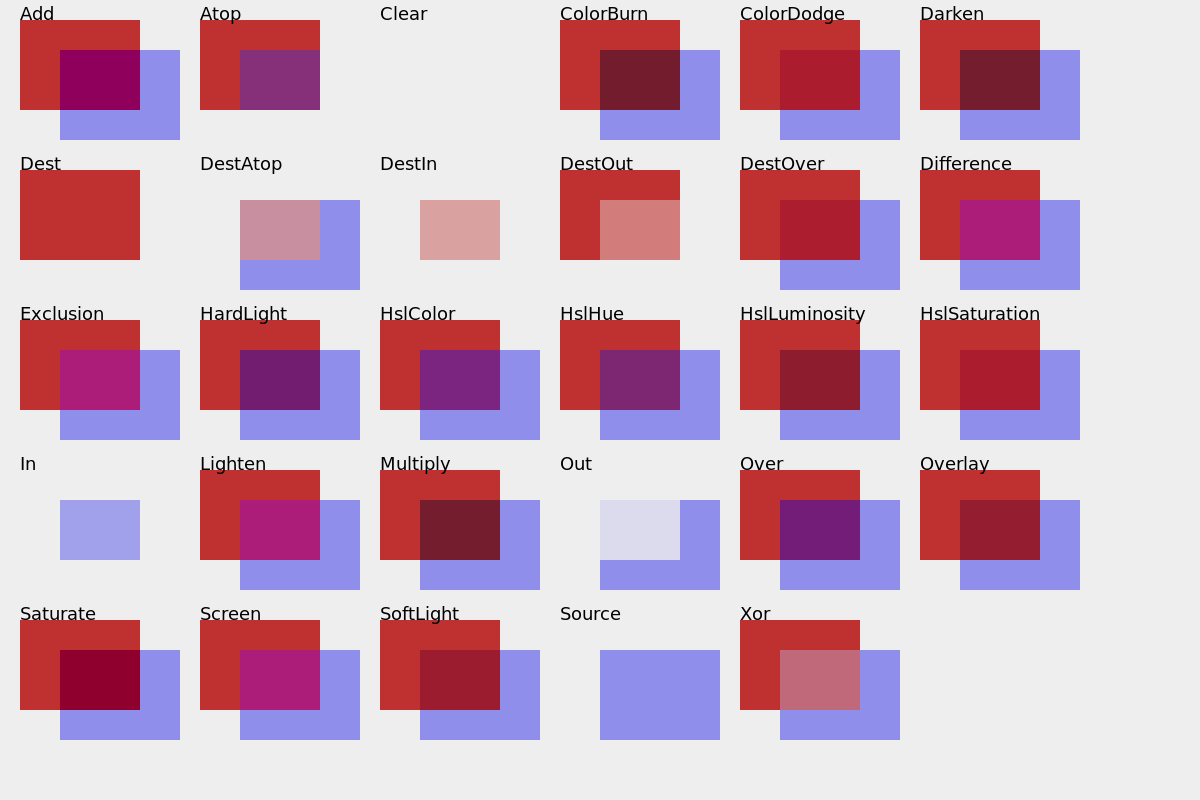 Add Atop Clear ColorBurn ColorDodge Darken
Dest DestAtop DestIn DestOut DestOver Difference
Exclusion HardLight HslColor HslHue HslLuminosity HslSaturation
In Lighten Multiply Out Over Overlay
Saturate Screen SoftLight Source Xor